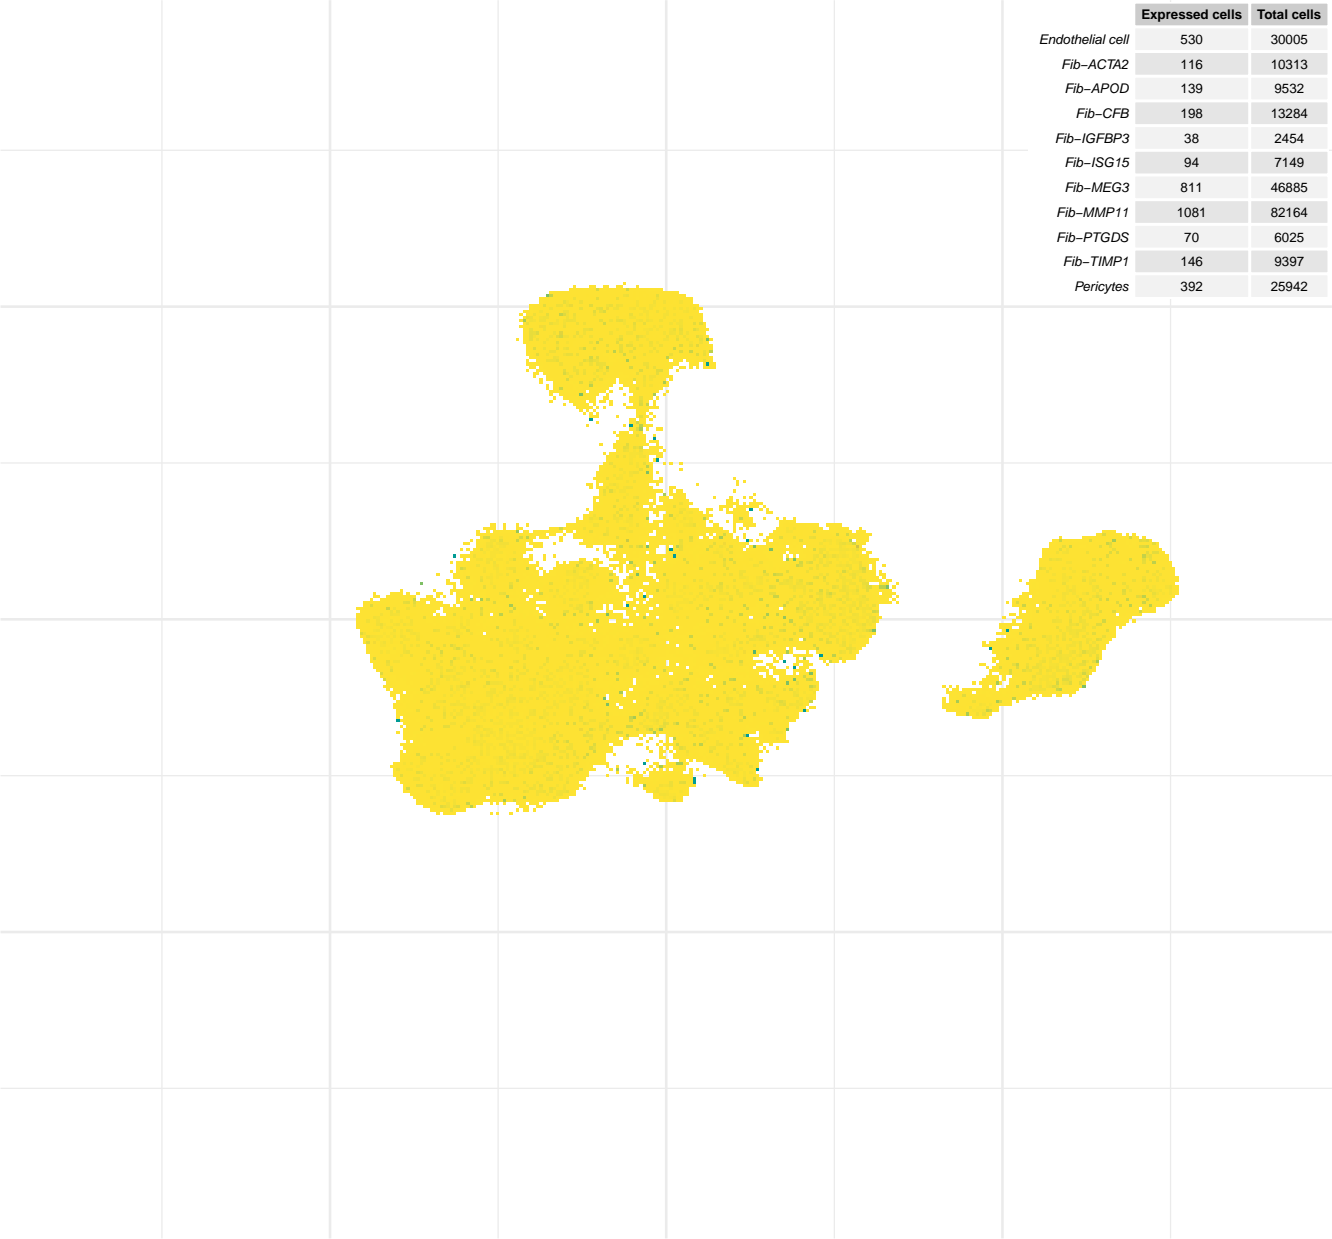 Expressed cells Total cells
Endothelial cell 530 30005
Fib−ACTA2 116 10313
Fib−APOD 139 9532
Fib−CFB 198 13284
Fib−IGFBP3 38 2454
Fib−ISG15 94 7149
Fib−MEG3 811 46885
Fib−MMP11 1081 82164
Fib−PTGDS 70 6025
Fib−TIMP1 146 9397
Pericytes 392 25942